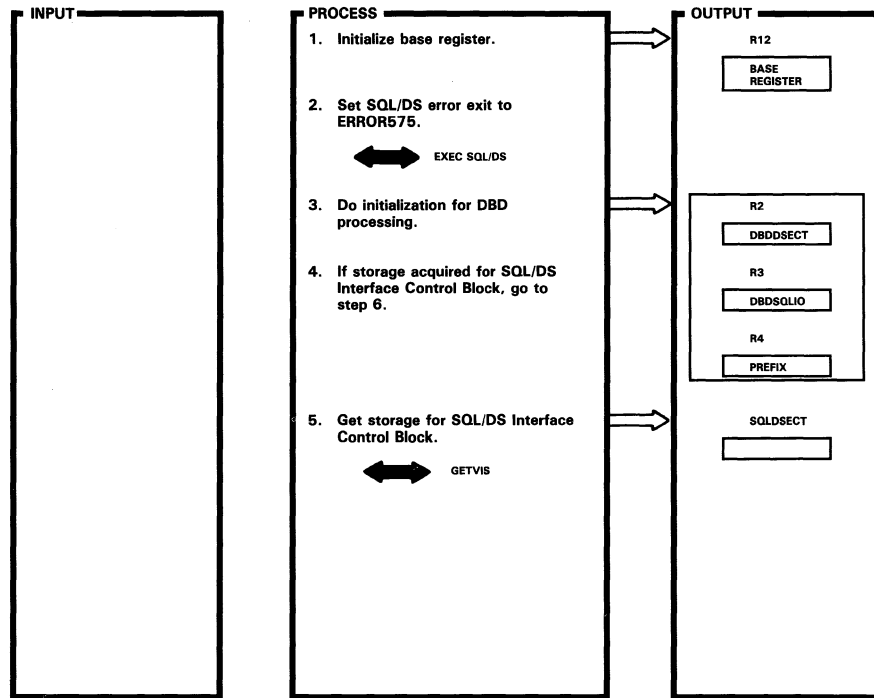 INPUT
PROCESS
1. Initialize base register.
2. Set SQL/DS error exit to
ERROR575.
EXEC SQL/DS
3. Do initialization for DBD
processing.
4. If storage acquired for SQL/DS
Interface Control Block, go to
step 6.
5. Get storage for SQL/DS Interface
Control Block.
GETVIS
OUTPUT
R12
BASE
REGISTER
R2
DBDDSECT
R3
DBDSQLIO
R4
PREFIX
SQLDSECT